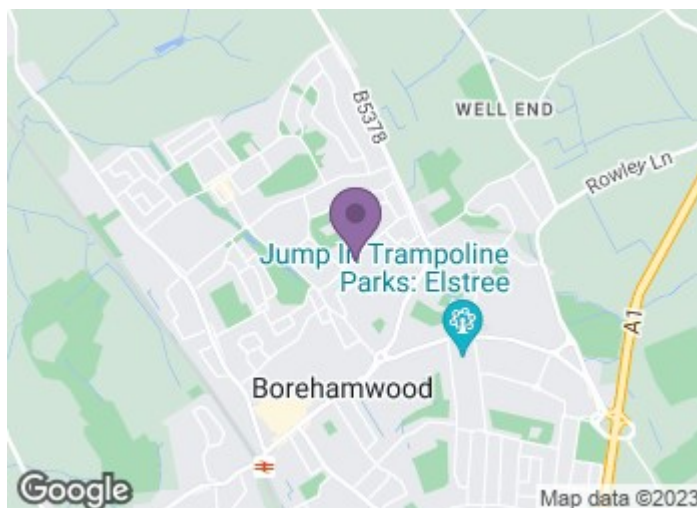 B5378
WELL END
Rowley Ln
Jump In Trampoline
Parks: Elstree
A1
Borehamwood
Google
Map data ©2023